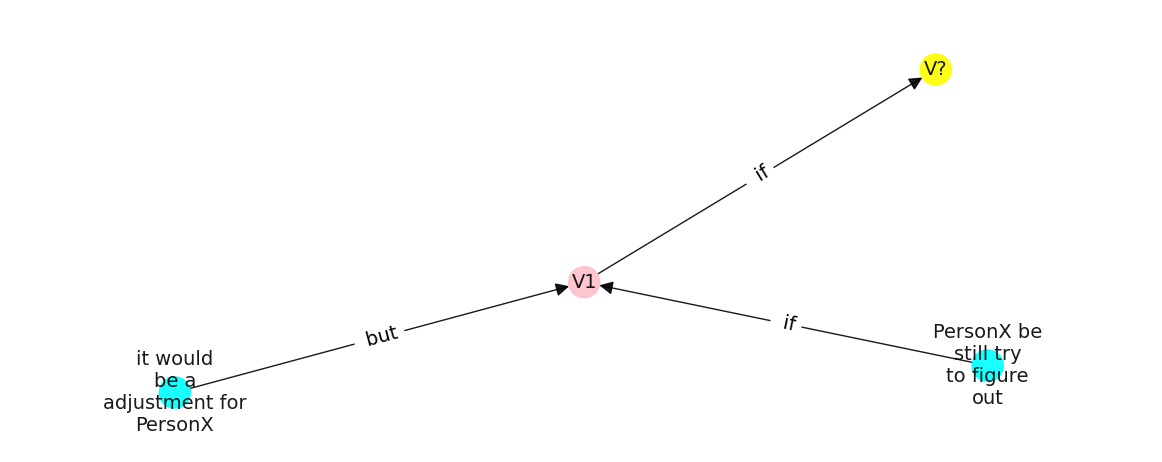 V?
if
V1
but
if
it would
be a
adjustment for
PersonX
PersonX be
still try
to figure
out